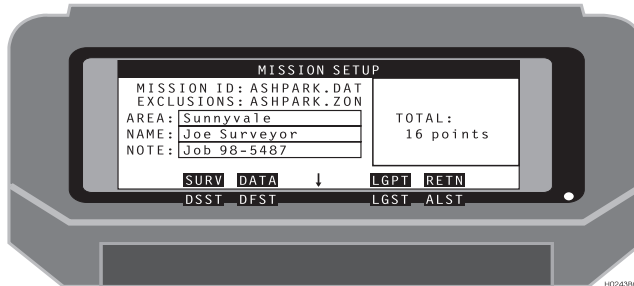 MISSION SETUP
MISSION ID: ASHPARK.DAT
EXCLUSIONS: ASHPARK.ZON
AREA: Sunnyvale
NAME: Joe Surveyor
NOTE: Job 98-5487
TOTAL:
16 points
SURV DATA ↓ LGPT RETN
DSST DFST LGST ALST